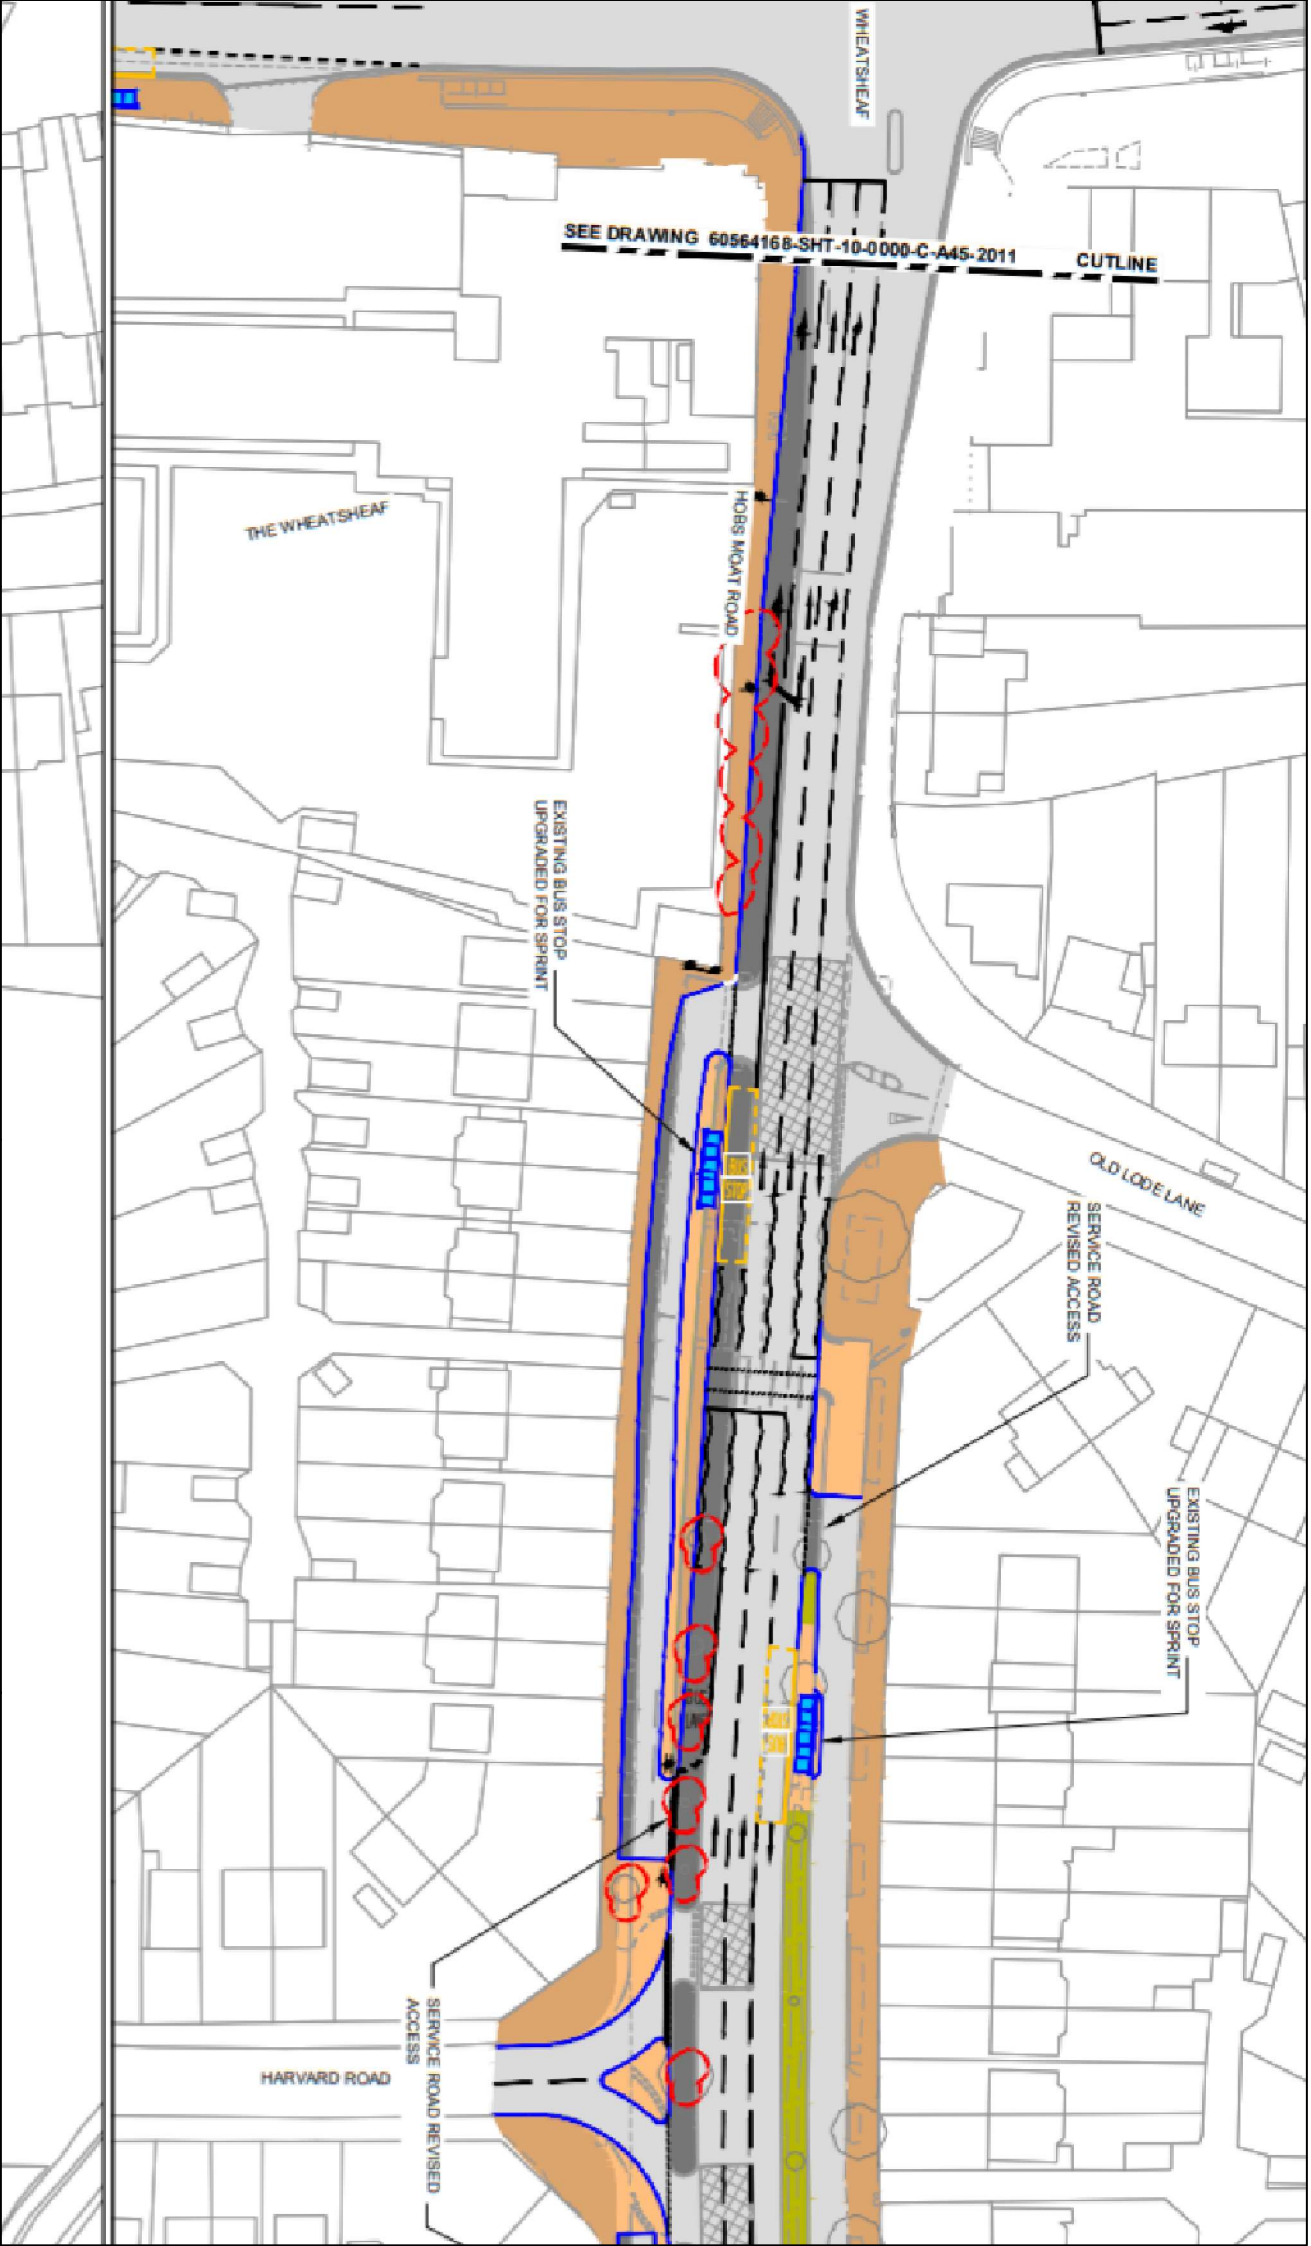 WHEATSHEAF
SEE DRAWING 60564168-SHT-10-0000-C-A45-2011
CUTLINE
THE WHEATSHEAF
HOBS MOAT ROAD
EXISTING BUS STOP
UPGRADED FOR SPRINT
OLD LODE LANE
BUS
STOP
SERVICE ROAD
REVISED ACCESS
EXISTING BUS STOP
UPGRADED FOR SPRINT
BUS
STOP
BUS
LANE
SERVICE ROAD REVISED
ACCESS
HARVARD ROAD